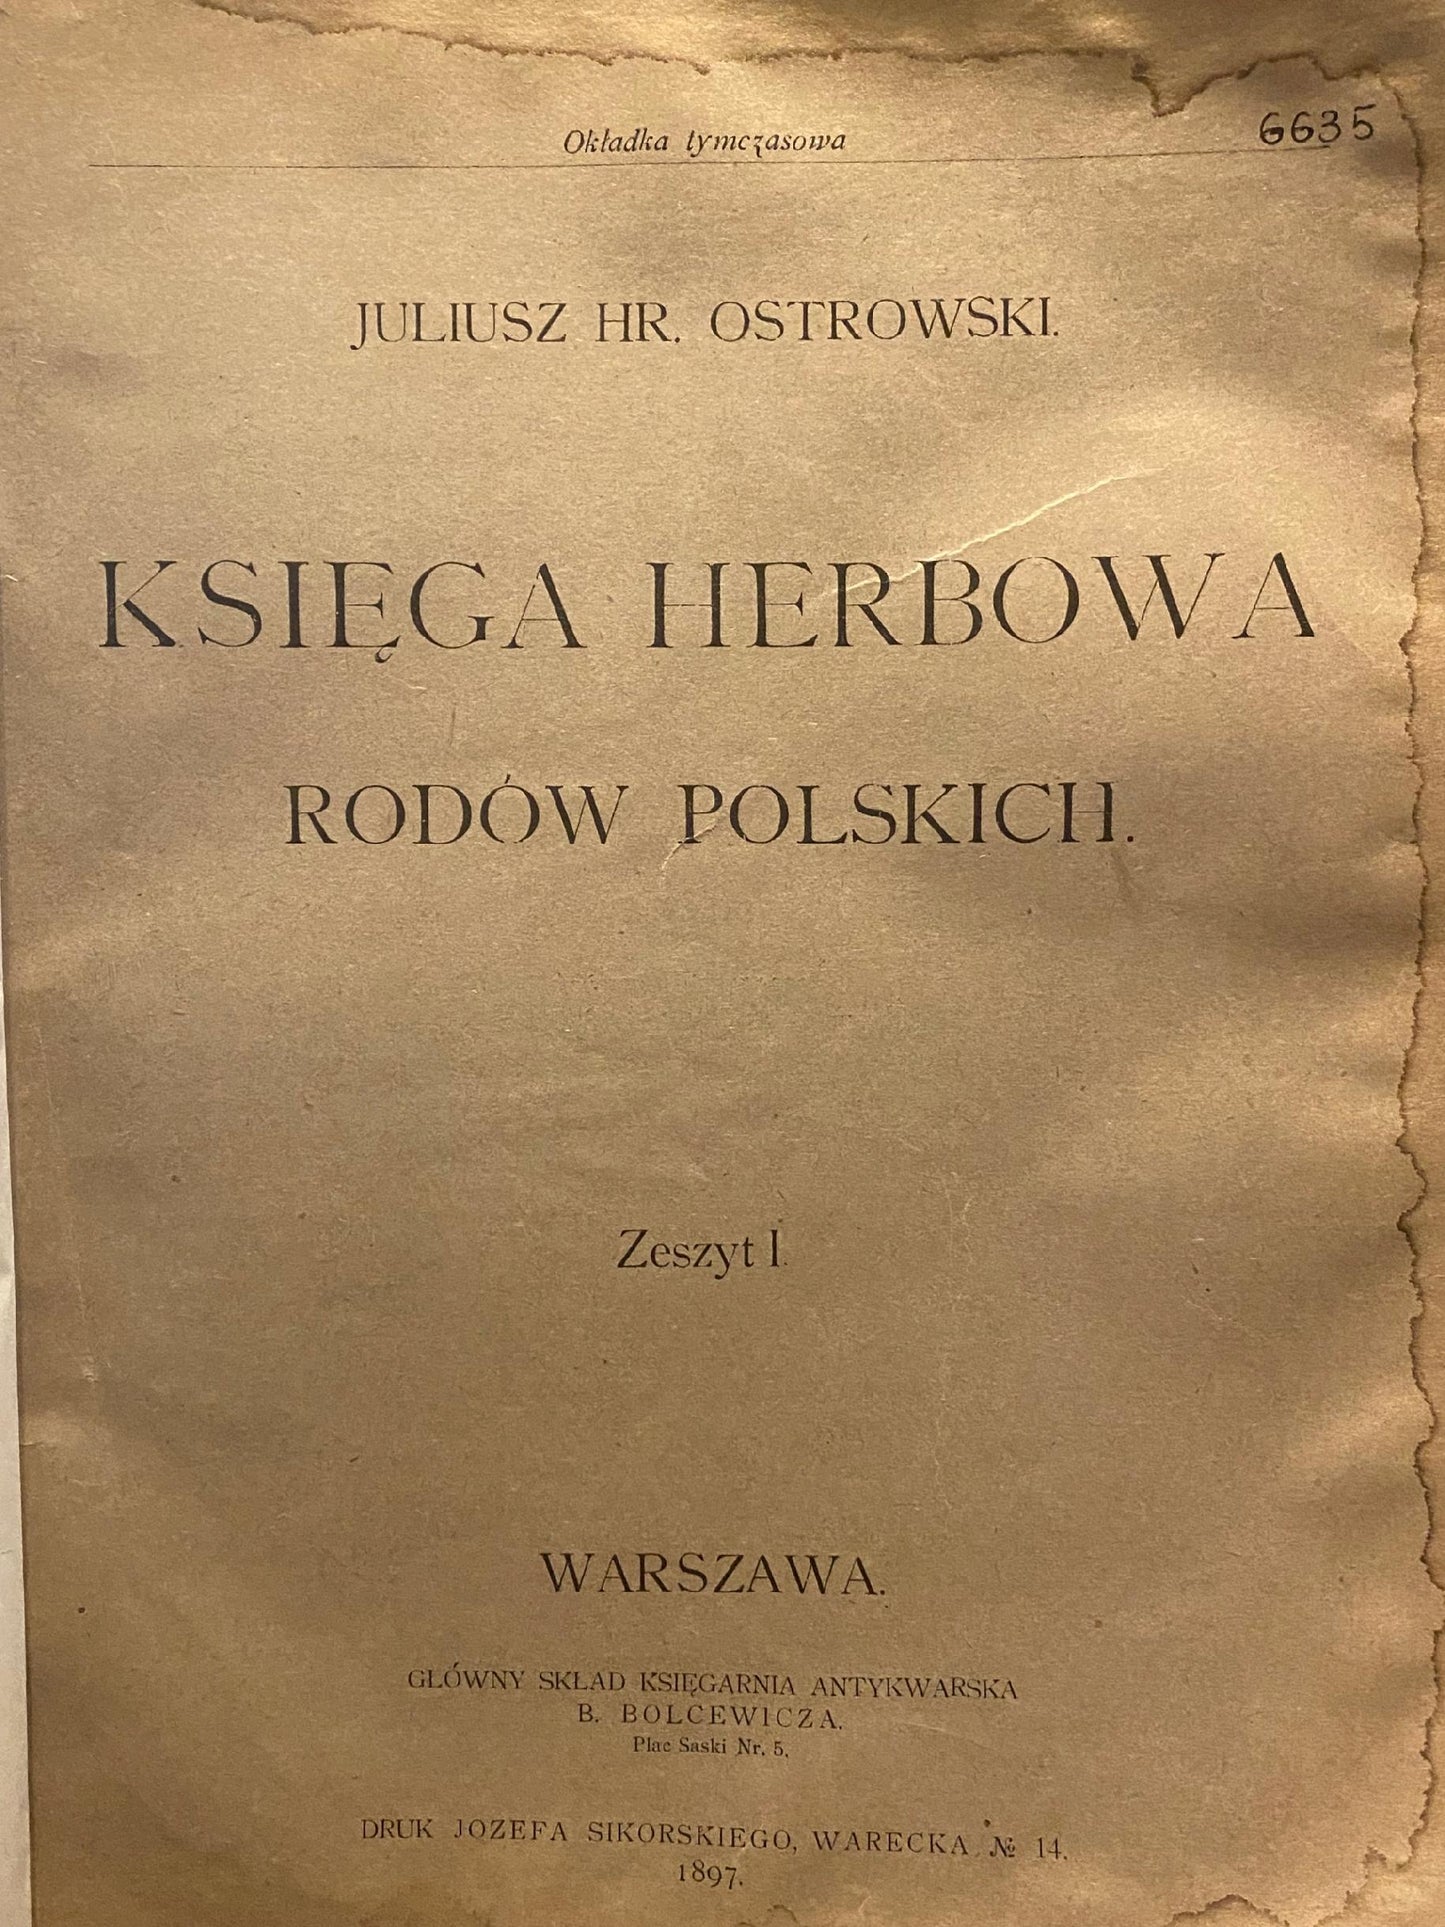 Okładka tymczasowa
6635
JULIUSZ HR. OSTROWSKI.
KSIĘGA HERBOWA
RODÓW POLSKICH.
Zeszyt I.
WARSZAWA.
GŁÓWNY SKŁAD KSIĘGARNIA ANTYKWARSKA
B. BOLCEWICZA.
Plac Saski Nr. 5.
DRUK JOZEFA SIKORSKIEGO, WARECKA № 14.
1897.